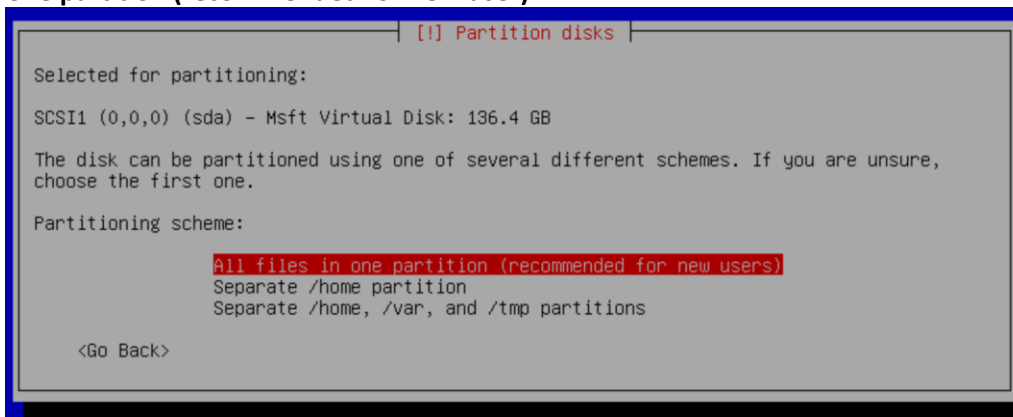 [!] Partition disks
Selected for partitioning:
SCSI1 (0,0,0) (sda) – Msft Virtual Disk: 136.4 GB
The disk can be partitioned using one of several different schemes. If you are unsure,
choose the first one.
Partitioning scheme:
All files in one partition (recommended for new users)
Separate /home partition
Separate /home, /var, and /tmp partitions
<Go Back>